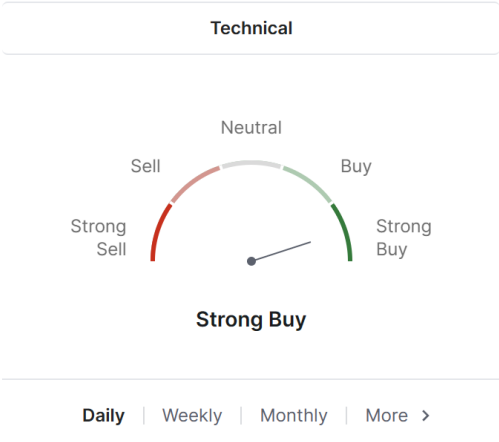 Technical
Neutral
Sell
Buy
Strong
Sell
Strong
Buy
Strong Buy
Daily
Weekly
Monthly
More